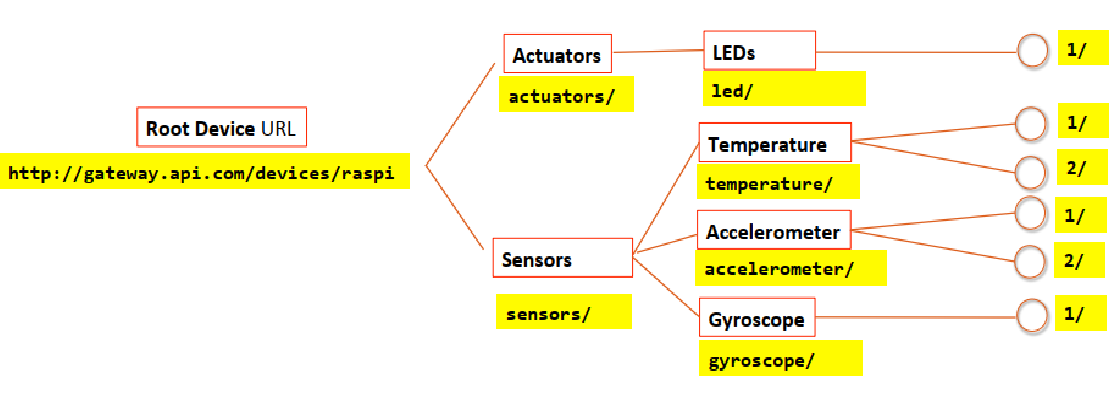 Root Device URL
http://gateway.api.com/devices/raspi
Actuators
actuators/
LEDs
led/
1/
Sensors
sensors/
Temperature
temperature/
1/
2/
Accelerometer
accelerometer/
1/
2/
Gyroscope
gyroscope/
1/